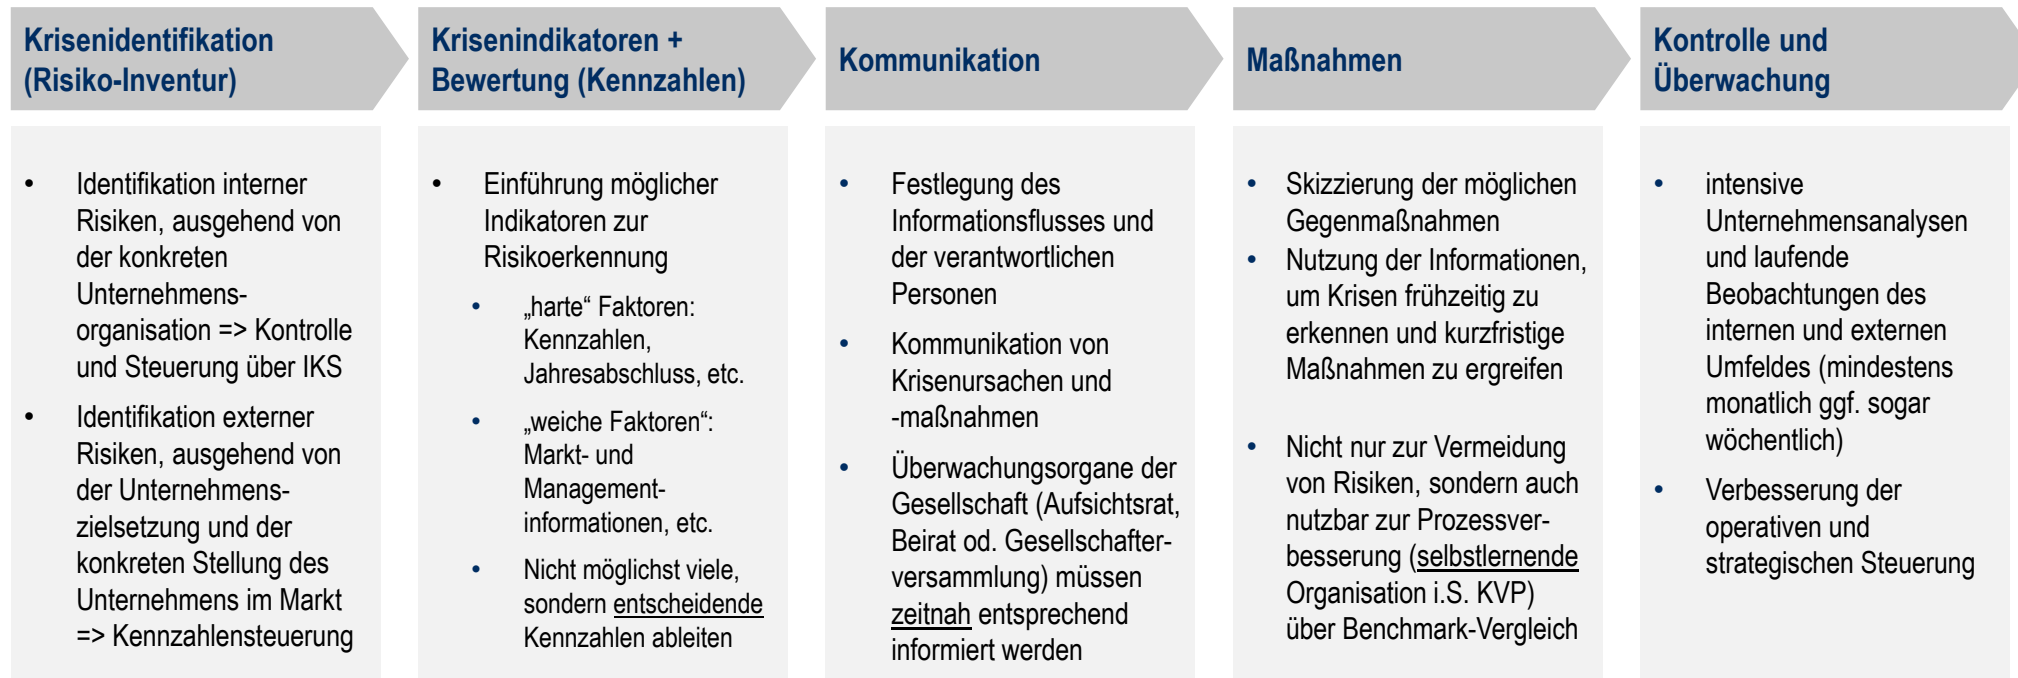 Krisenidentifikation
(Risiko-Inventur)
• Identifikation interner
Risiken, ausgehend von
der konkreten
Unternehmens-
organisation => Kontrolle
und Steuerung über IKS
• Identifikation externer
Risiken, ausgehend von
der Unternehmens-
zielsetzung und der
konkreten Stellung des
Unternehmens im Markt
=> Kennzahlensteuerung
Krisenindikatoren +
Bewertung (Kennzahlen)
• Einführung möglicher
Indikatoren zur
Risikoerkennung
• „harte“ Faktoren:
Kennzahlen,
Jahresabschluss, etc.
• „weiche Faktoren“:
Markt- und
Management-
informationen, etc.
• Nicht möglichst viele,
sondern entscheidende
Kennzahlen ableiten
Kommunikation
• Festlegung des
Informationsflusses und
der verantwortlichen
Personen
• Kommunikation von
Krisenursachen und
-maßnahmen
• Überwachungsorgane der
Gesellschaft (Aufsichtsrat,
Beirat od. Gesellschafter-
versammlung) müssen
zeitnah entsprechend
informiert werden
Maßnahmen
• Skizzierung der möglichen
Gegenmaßnahmen
• Nutzung der Informationen,
um Krisen frühzeitig zu
erkennen und kurzfristige
Maßnahmen zu ergreifen
• Nicht nur zur Vermeidung
von Risiken, sondern auch
nutzbar zur Prozessver-
besserung (selbstlernende
Organisation i.S. KVP)
über Benchmark-Vergleich
Kontrolle und
Überwachung
• intensive
Unternehmensanalysen
und laufende
Beobachtungen des
internen und externen
Umfeldes (mindestens
monatlich ggf. sogar
wöchentlich)
• Verbesserung der
operativen und
strategischen Steuerung